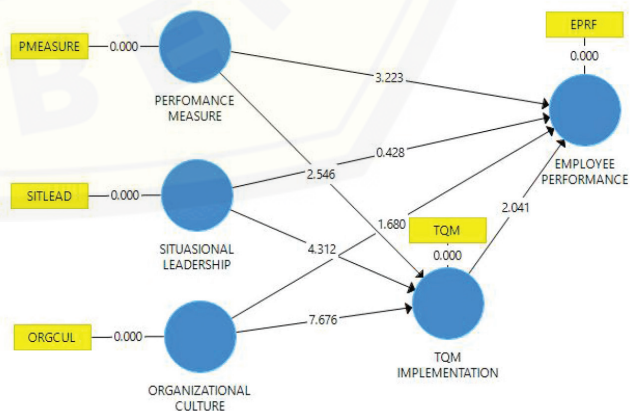 EPRF
0.000
PMEASURE
0.000
3.223
PERFOMANCE
MEASURE
EMPLOYEE
PERFORMANCE
0.428
2.546
SITLEAD
0.000
1.680
2.041
TQM
0.000
SITUASIONAL
LEADERSHIP
4.312
7.676
ORGCUL
0.000
TQM
IMPLEMENTATION
ORGANIZATIONAL
CULTURE